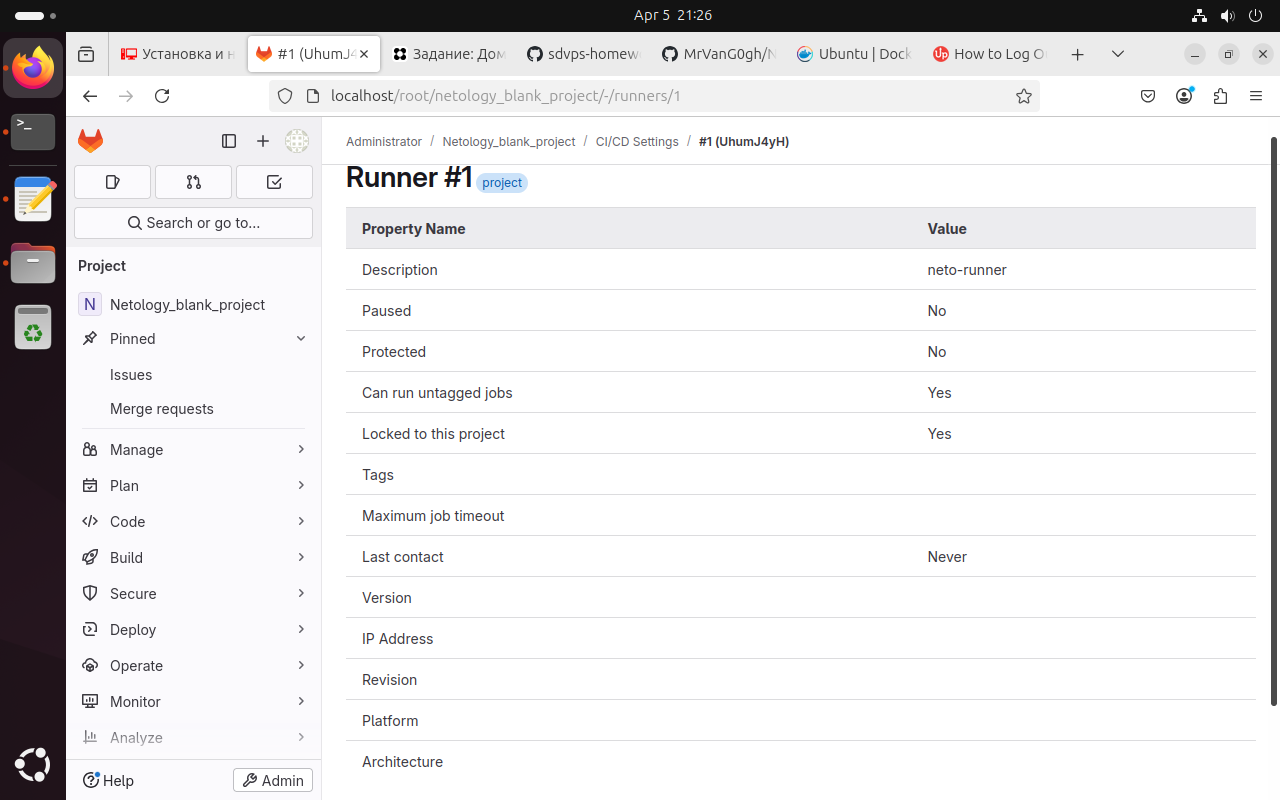 Apr 5 21:26
Установка и н
#1 (UhumJ4
Задание: Дом
sdvps-homew
MrVanG0gh/N
Ubuntu | Dock
How to Log O
localhost/root/netology_blank_project/-/runners/1
Administrator / Netology_blank_project / CI/CD Settings / #1 (UhumJ4yH)
Search or go to...
Project
N Netology_blank_project
Pinned
Issues
Merge requests
Manage
Plan
Code
Build
Secure
Deploy
Operate
Monitor
Analyze
Help
Admin
Runner #1 project
Property Name Value
Description neto-runner
Paused No
Protected No
Can run untagged jobs Yes
Locked to this project Yes
Tags
Maximum job timeout
Last contact Never
Version
IP Address
Revision
Platform
Architecture